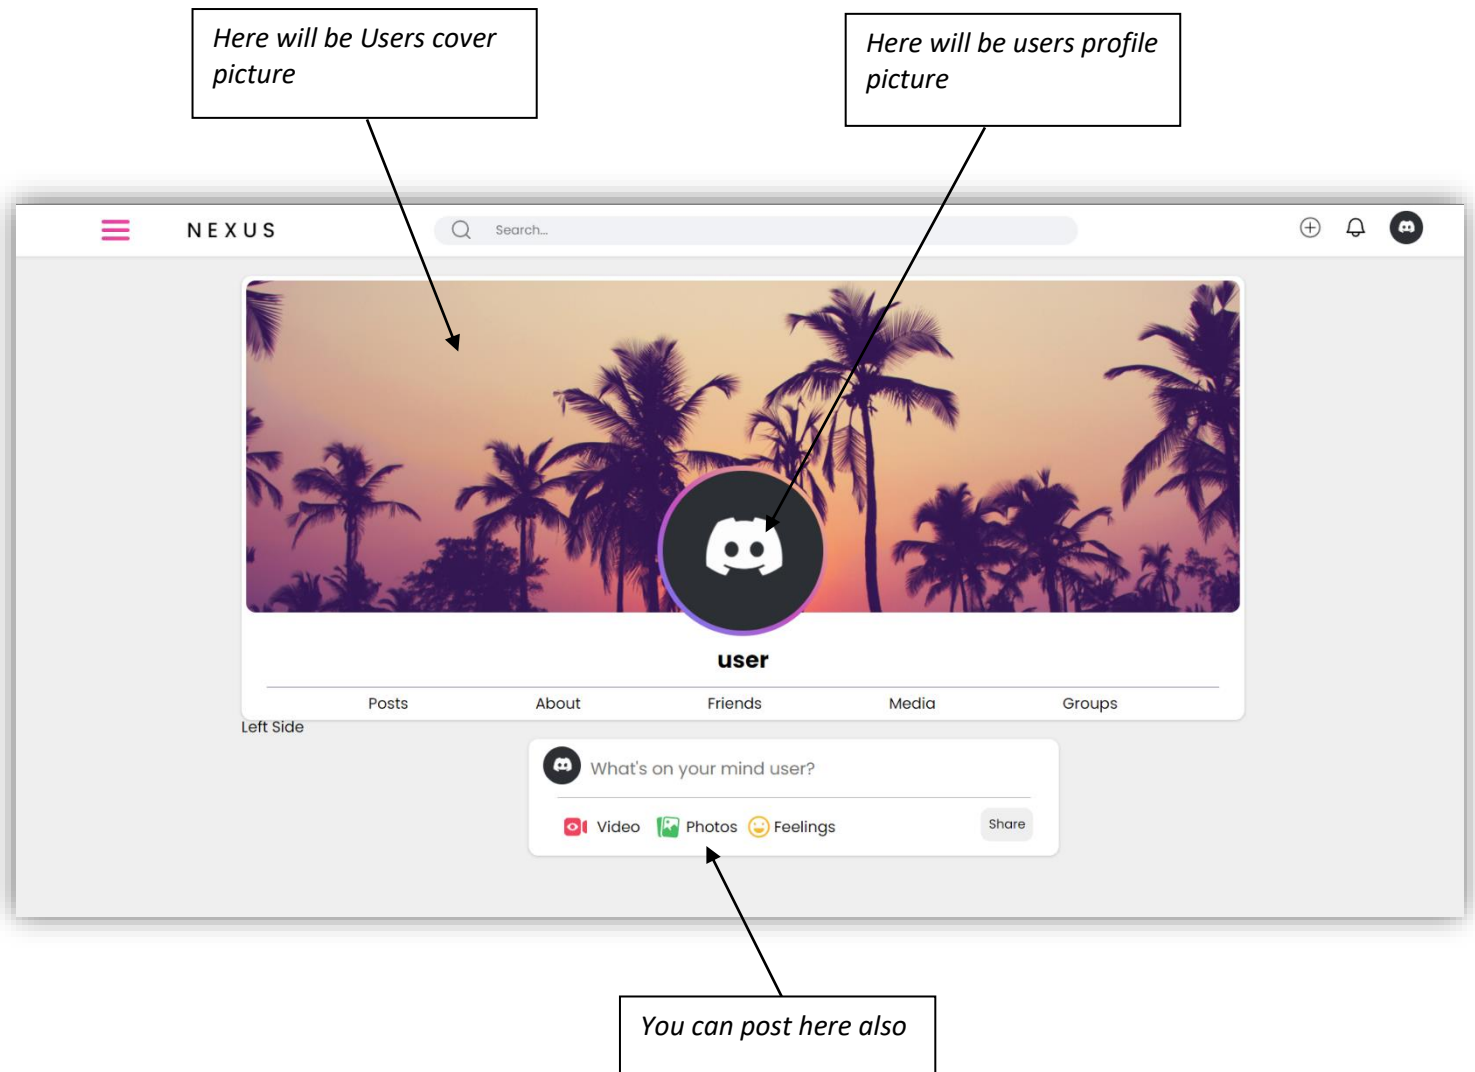 Here will be Users cover
picture
Here will be users profile
picture
NEXUS
Search...
user
Posts
About
Friends
Media
Groups
Left Side
What's on your mind user?
Video
Photos
Feelings
Share
You can post here also